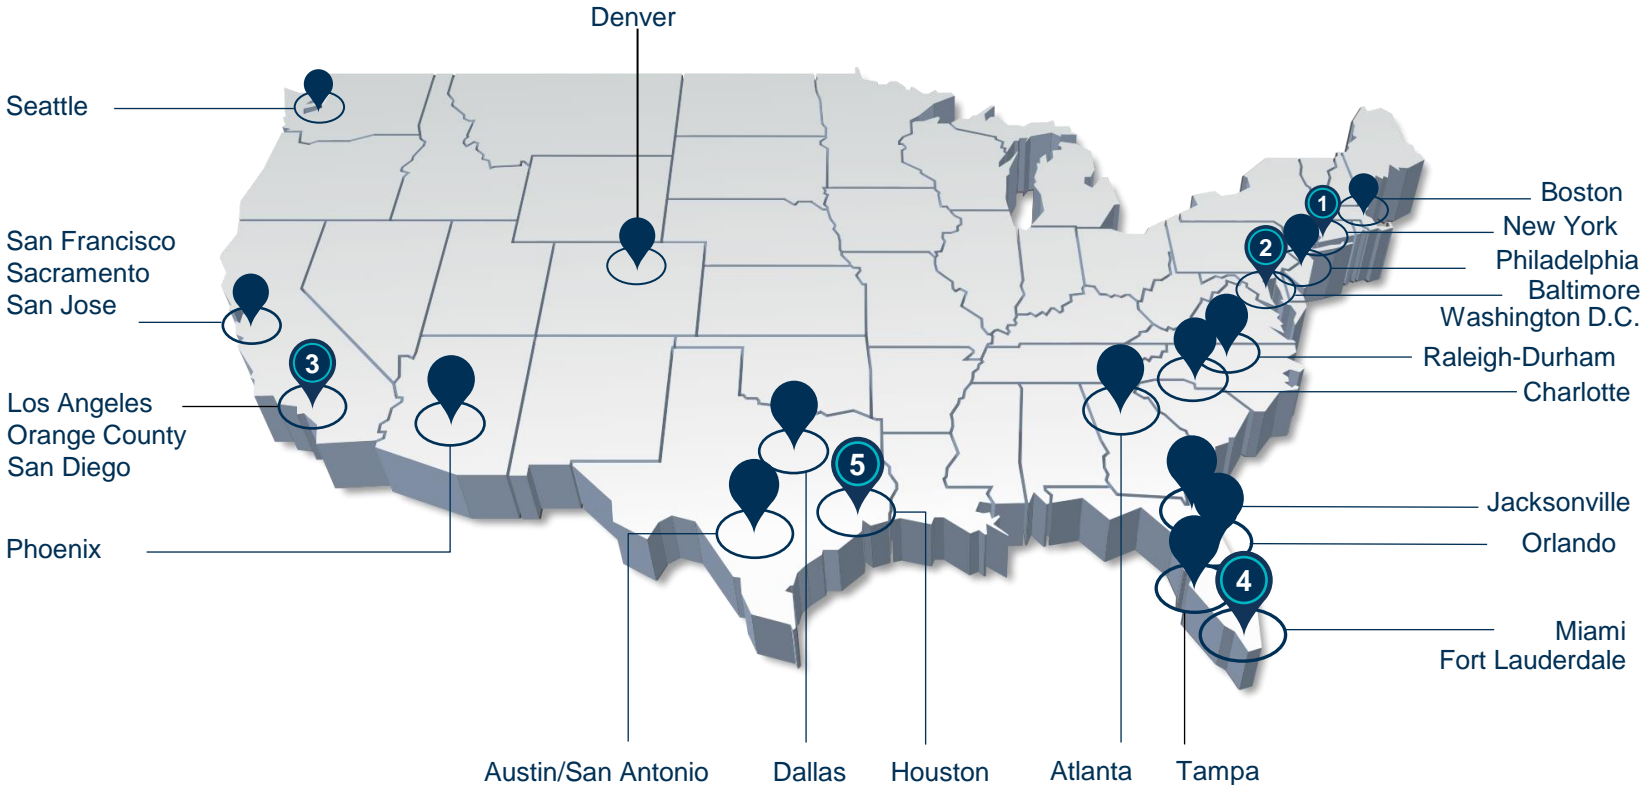 Denver
Seattle
San Francisco
Sacramento
San Jose
3
Los Angeles
Orange County
San Diego
Phoenix
1
2
Boston
New York
Philadelphia
Baltimore
Washington D.C.
Raleigh-Durham
Charlotte
5
Jacksonville
Orlando
4
Miami
Fort Lauderdale
Austin/San Antonio
Dallas
Houston
Atlanta
Tampa